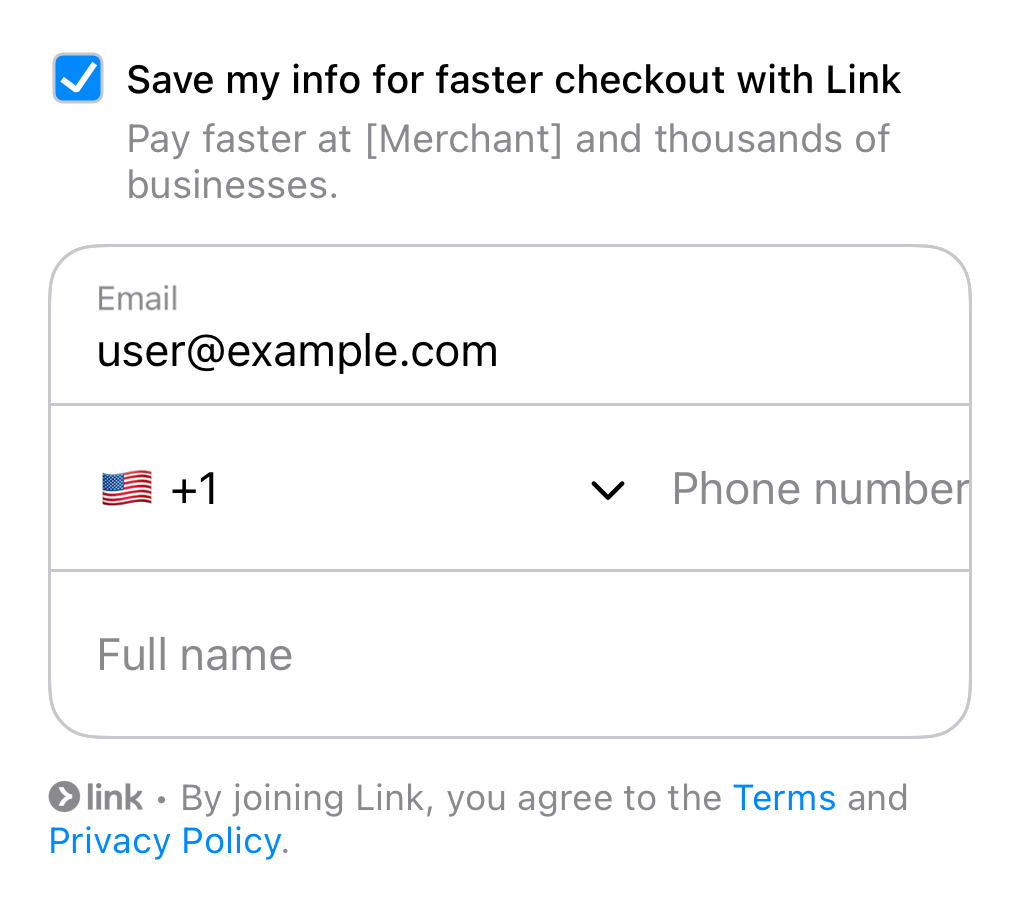 Save my info for faster checkout with Link
Pay faster at [Merchant] and thousands of
businesses.
Email
user@example.com
+1 Phone number
Full name
link • By joining Link, you agree to the Terms and
Privacy Policy.